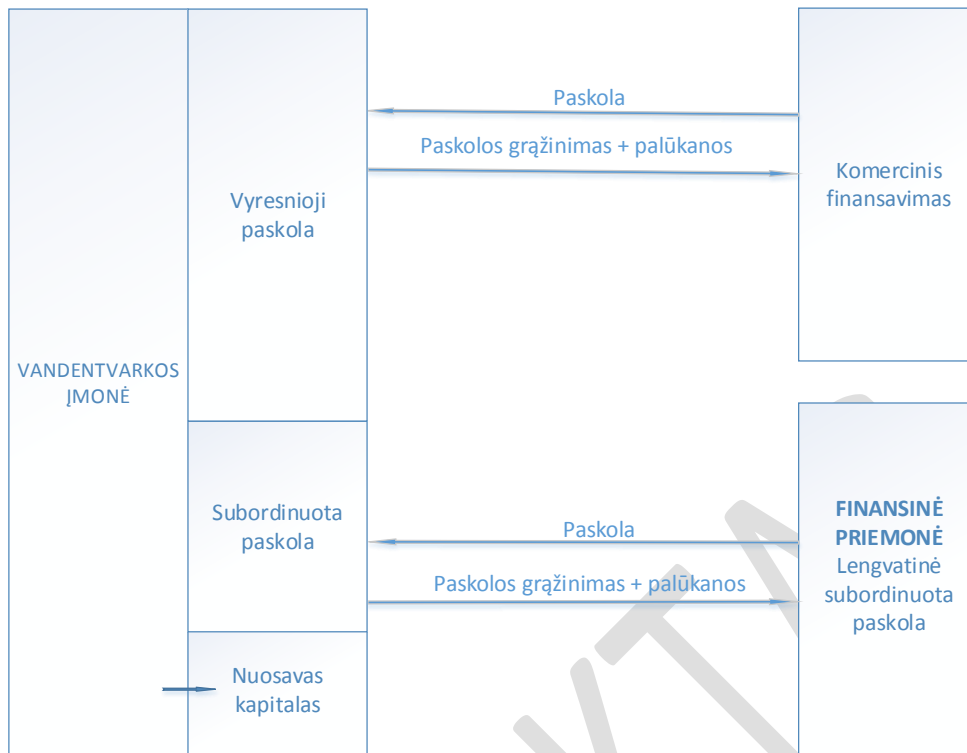 Paskola
Paskolos grąžinimas + palūkanos
Komercinis
finansavimas
Vyresnioji
paskola
VANDENTVARKOS
ĮMONĖ
Subordinuota
paskola
Paskola
Paskolos grąžinimas + palūkanos
FINANSINĖ
PRIEMONĖ
Lengvatinė
subordinuota
paskola
Nuosavas
kapitalas
KTA